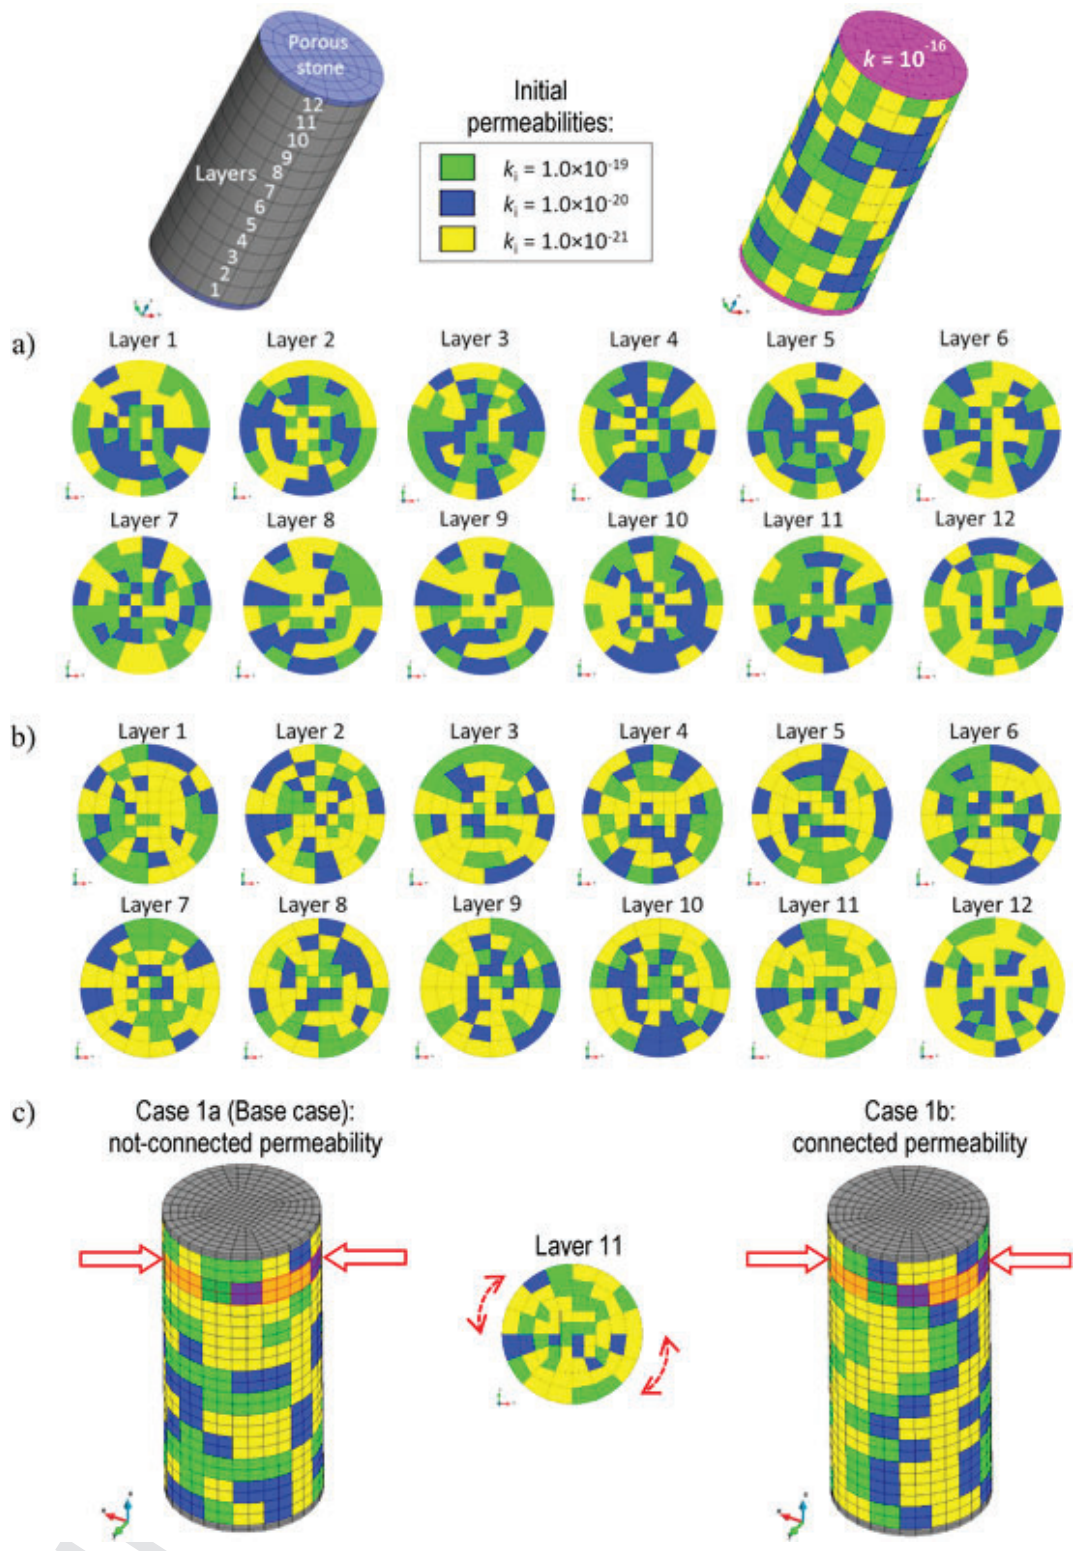 Porous
stone
12
11
10
9
8
7
6
5
4
3
2
1
Layers
Initial
permeabilities:
kᵢ = 1.0×10⁻¹⁹
kᵢ = 1.0×10⁻²⁰
kᵢ = 1.0×10⁻²¹
k = 10⁻¹⁶
a)
Layer 1
Layer 2
Layer 3
Layer 4
Layer 5
Layer 6
Layer 7
Layer 8
Layer 9
Layer 10
Layer 11
Layer 12
b)
Layer 1
Layer 2
Layer 3
Layer 4
Layer 5
Layer 6
Layer 7
Layer 8
Layer 9
Layer 10
Layer 11
Layer 12
c)
Case 1a (Base case):
not-connected permeability
Case 1b:
connected permeability
Layer 11